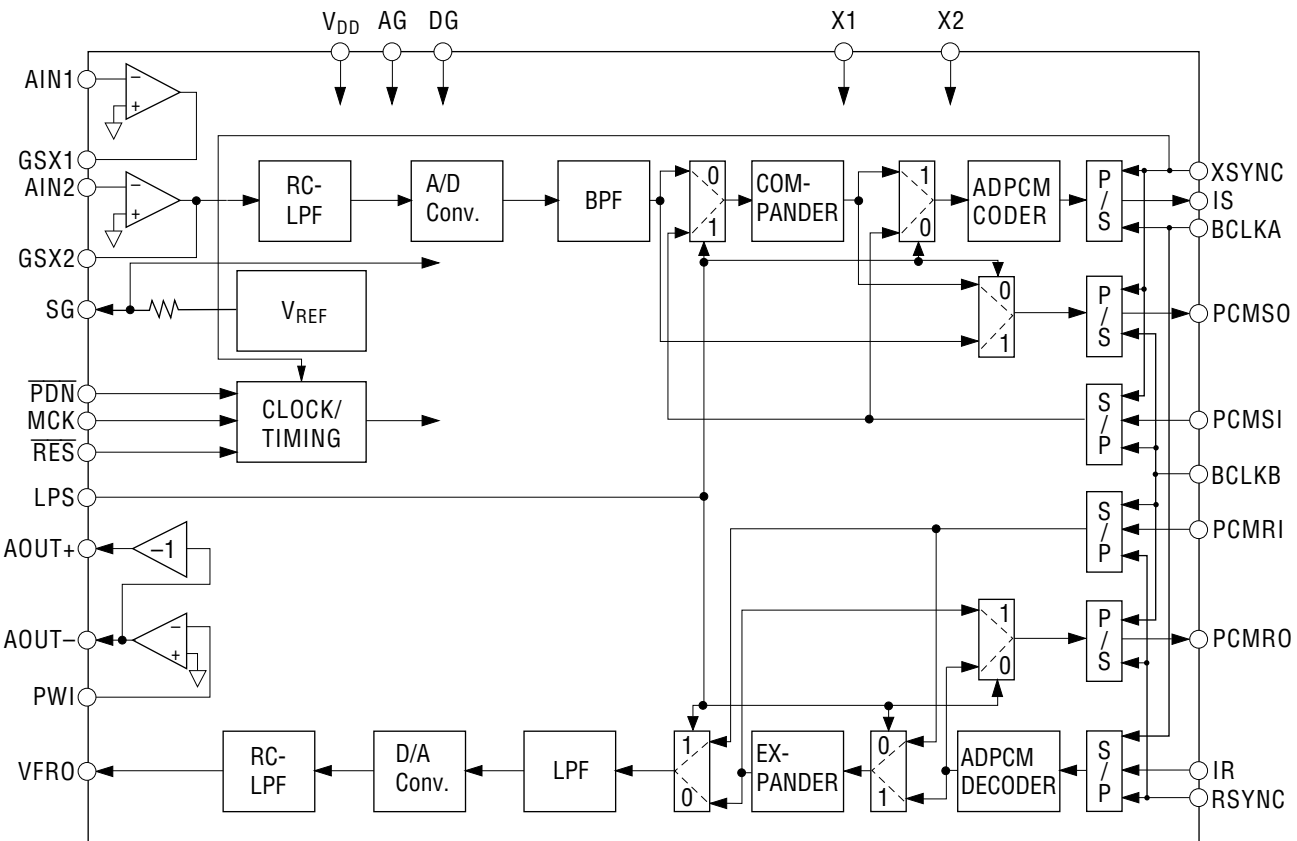 VDD AG DG X1 X2
AIN1
− +
GSX1
AIN2
− +
GSX2
RC-
LPF
A/D
Conv.
BPF
0
1
COM-
PANDER
1
0
ADPCM
CODER
P
/
S
XSYNC
IS
BCLKA
SG
VREF
0
1
P
/
S
PCMSO
PDN
MCK
RES
CLOCK/
TIMING
S
/
P
PCMSI
BCLKB
LPS
S
/
P
PCMRI
AOUT+
−1
AOUT−
− +
PWI
1
0
P
/
S
PCMRO
VFRO
RC-
LPF
D/A
Conv.
LPF
1
0
EX-
PANDER
0
1
ADPCM
DECODER
S
/
P
IR
RSYNC